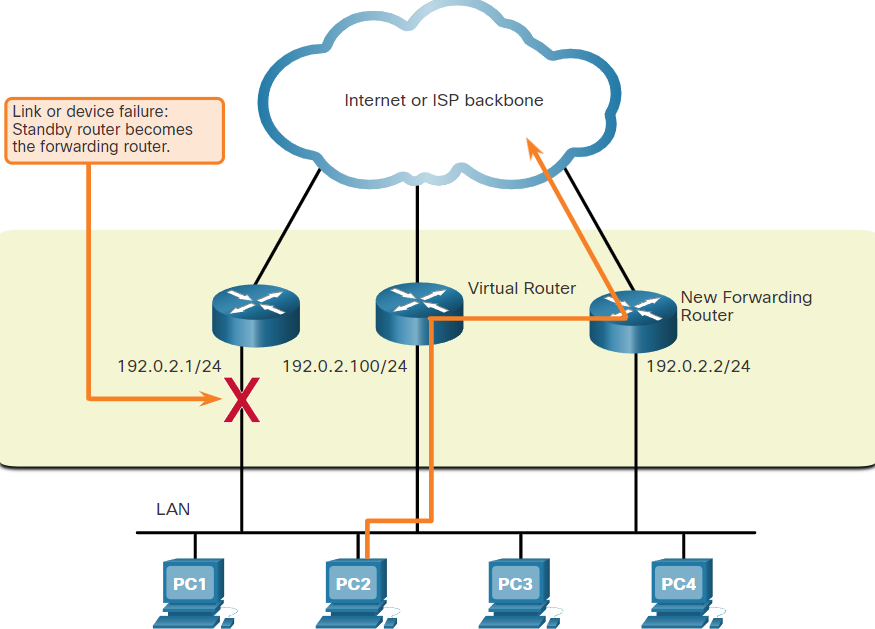 Internet or ISP backbone
Link or device failure:
Standby router becomes
the forwarding router.
Virtual Router
New Forwarding
Router
192.0.2.1/24
192.0.2.100/24
192.0.2.2/24
LAN
PC1
PC2
PC3
PC4